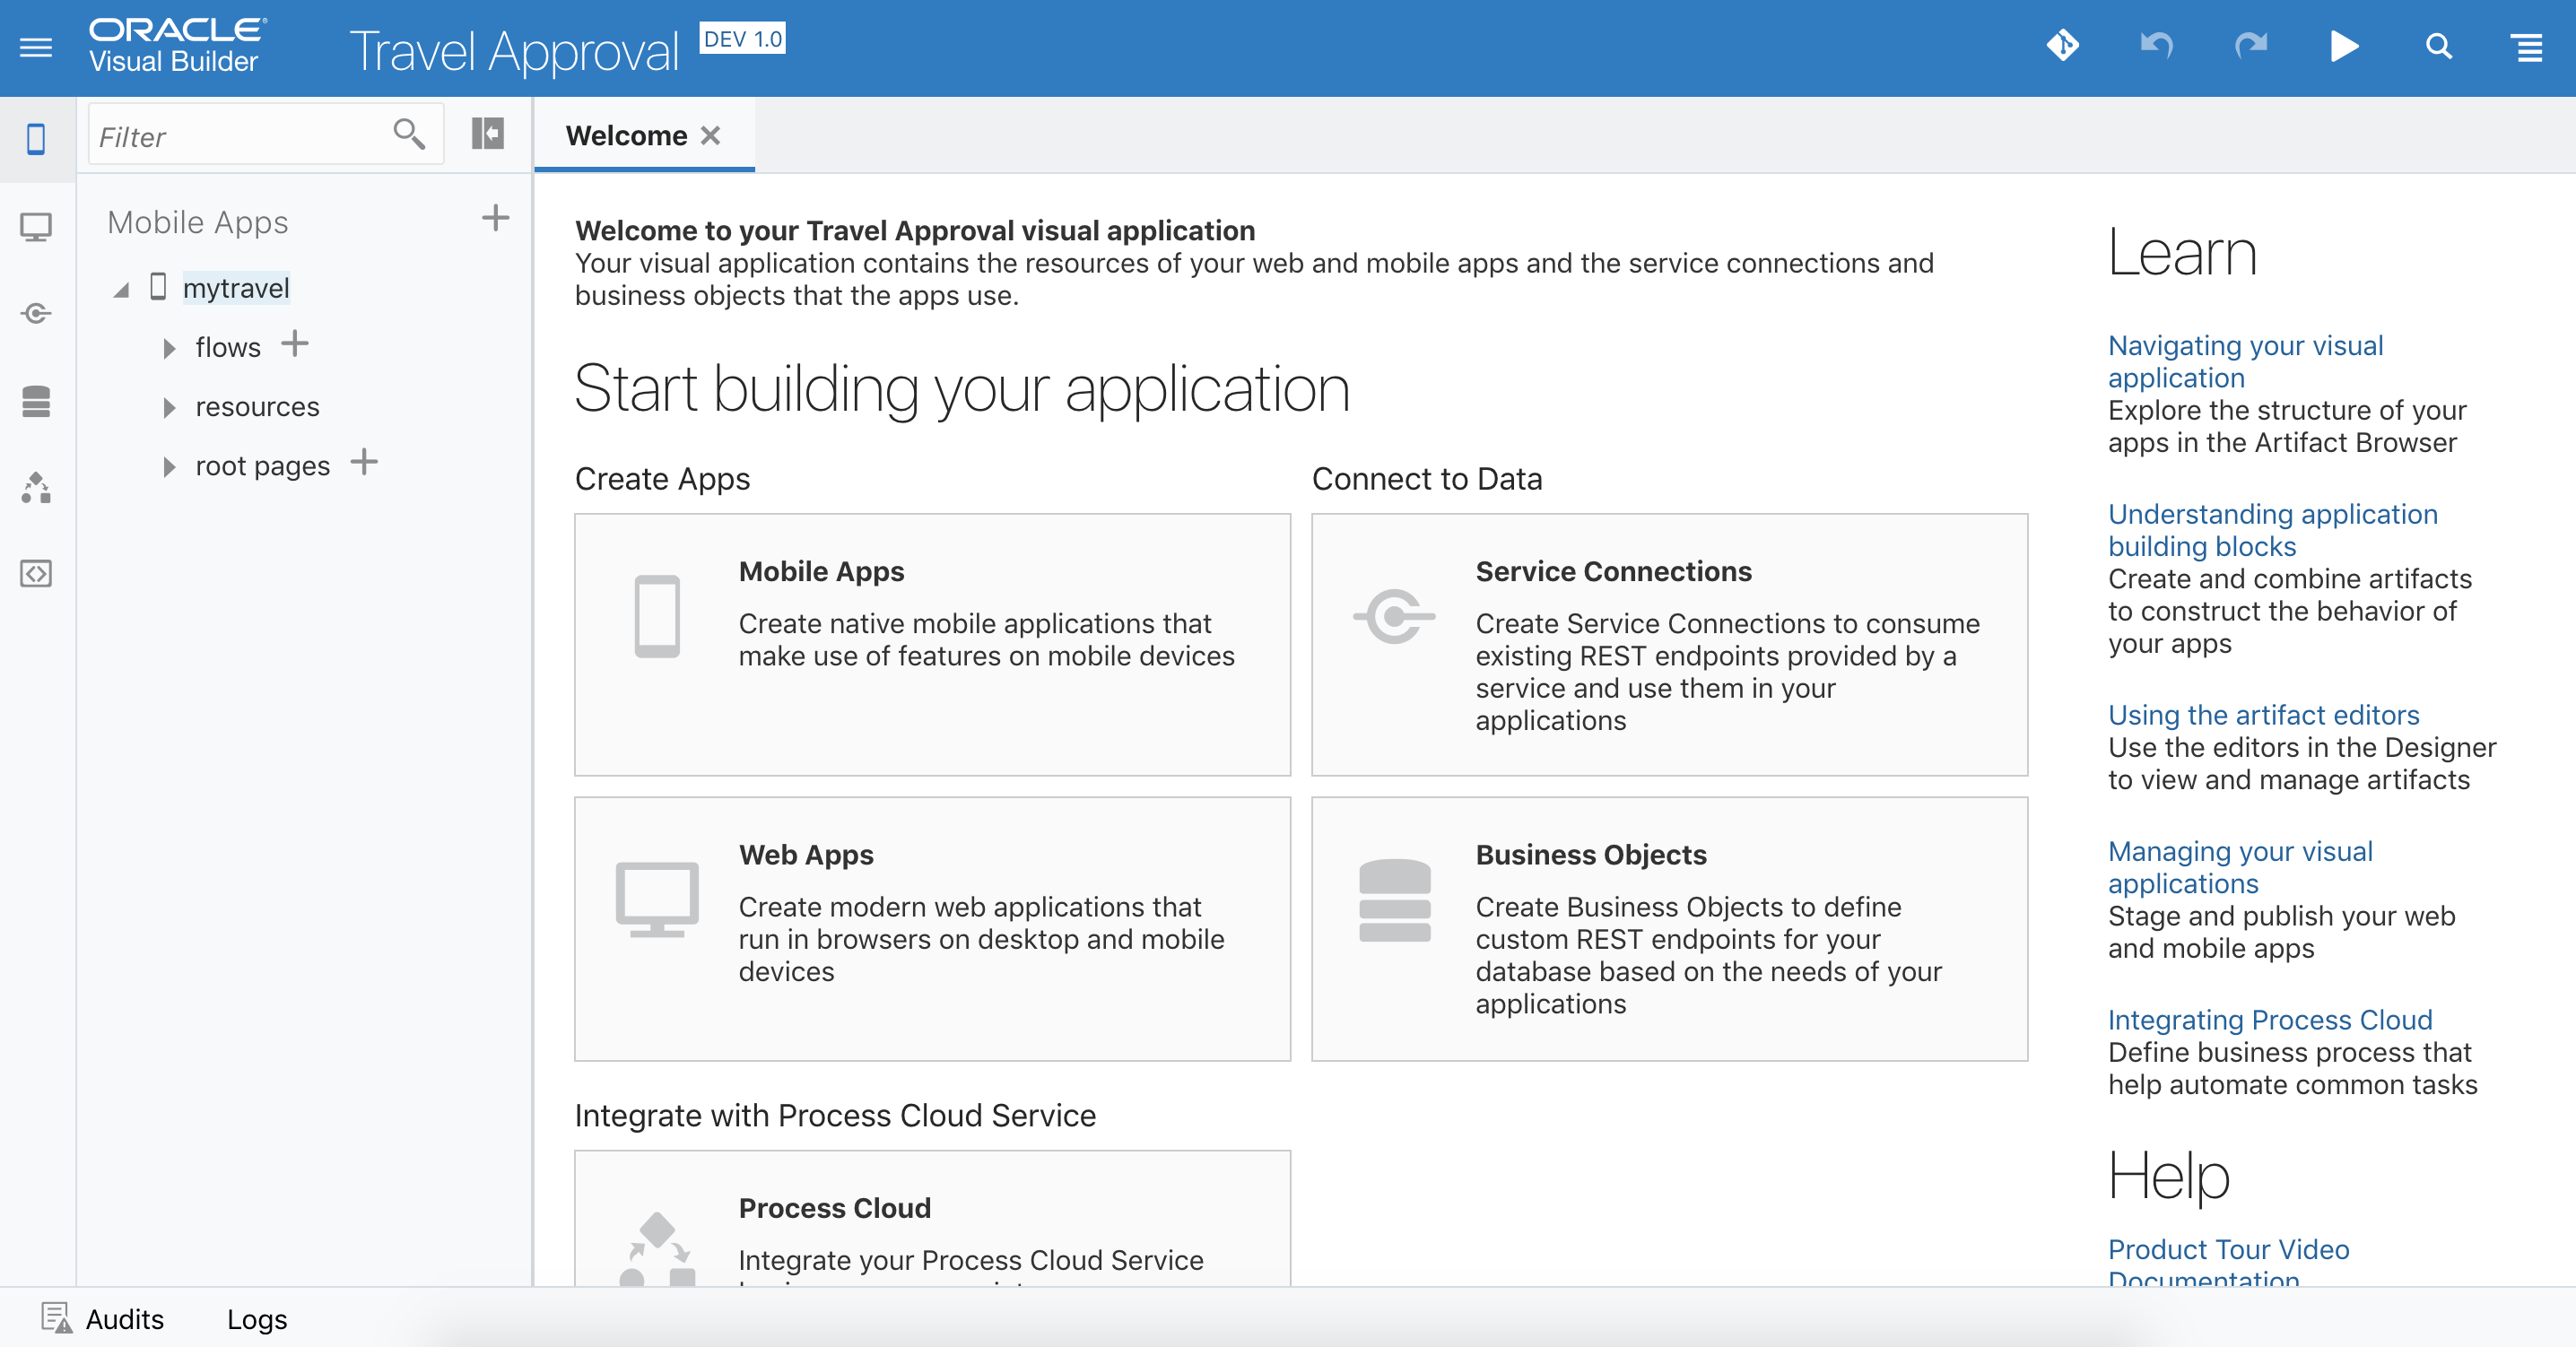 ORACLE
Visual Builder
Travel Approval DEV 1.0
Filter
Mobile Apps
mytravel
flows
resources
root pages
Welcome
Welcome to your Travel Approval visual application
Your visual application contains the resources of your web and mobile apps and the service connections and
business objects that the apps use.
Start building your application
Create Apps
Mobile Apps
Create native mobile applications that
make use of features on mobile devices
Web Apps
Create modern web applications that
run in browsers on desktop and mobile
devices
Connect to Data
Service Connections
Create Service Connections to consume
existing REST endpoints provided by a
service and use them in your
applications
Business Objects
Create Business Objects to define
custom REST endpoints for your
database based on the needs of your
applications
Integrate with Process Cloud Service
Process Cloud
Integrate your Process Cloud Service
Learn
Navigating your visual
application
Explore the structure of your
apps in the Artifact Browser
Understanding application
building blocks
Create and combine artifacts
to construct the behavior of
your apps
Using the artifact editors
Use the editors in the Designer
to view and manage artifacts
Managing your visual
applications
Stage and publish your web
and mobile apps
Integrating Process Cloud
Define business process that
help automate common tasks
Help
Product Tour Video
Documentation
Audits
Logs